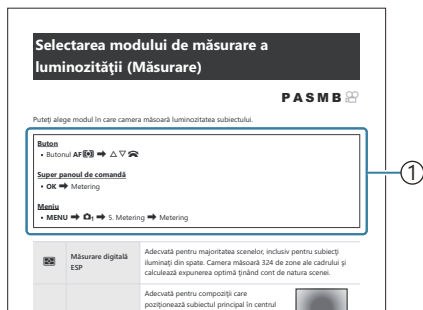 Selectarea modului de măsurare a
luminozității (Măsurare)
PASMB
Puteți alege modul în care camera măsoară luminozitatea subiectului.
Buton
• Butonul AF ➡ △ ▽
Super panoul de comandă
• OK ➡ Metering
Meniu
• MENU ➡ 1 ➡ 5. Metering ➡ Metering
1
Măsurare digitală
ESP
Adecvată pentru majoritatea scenelor, inclusiv pentru subiecți
iluminați din spate. Camera măsoară 324 de zone ale cadrului și
calculează expunerea optimă ținând cont de natura scenei.
Adecvată pentru compoziții care
poziționează subiectul principal în centrul